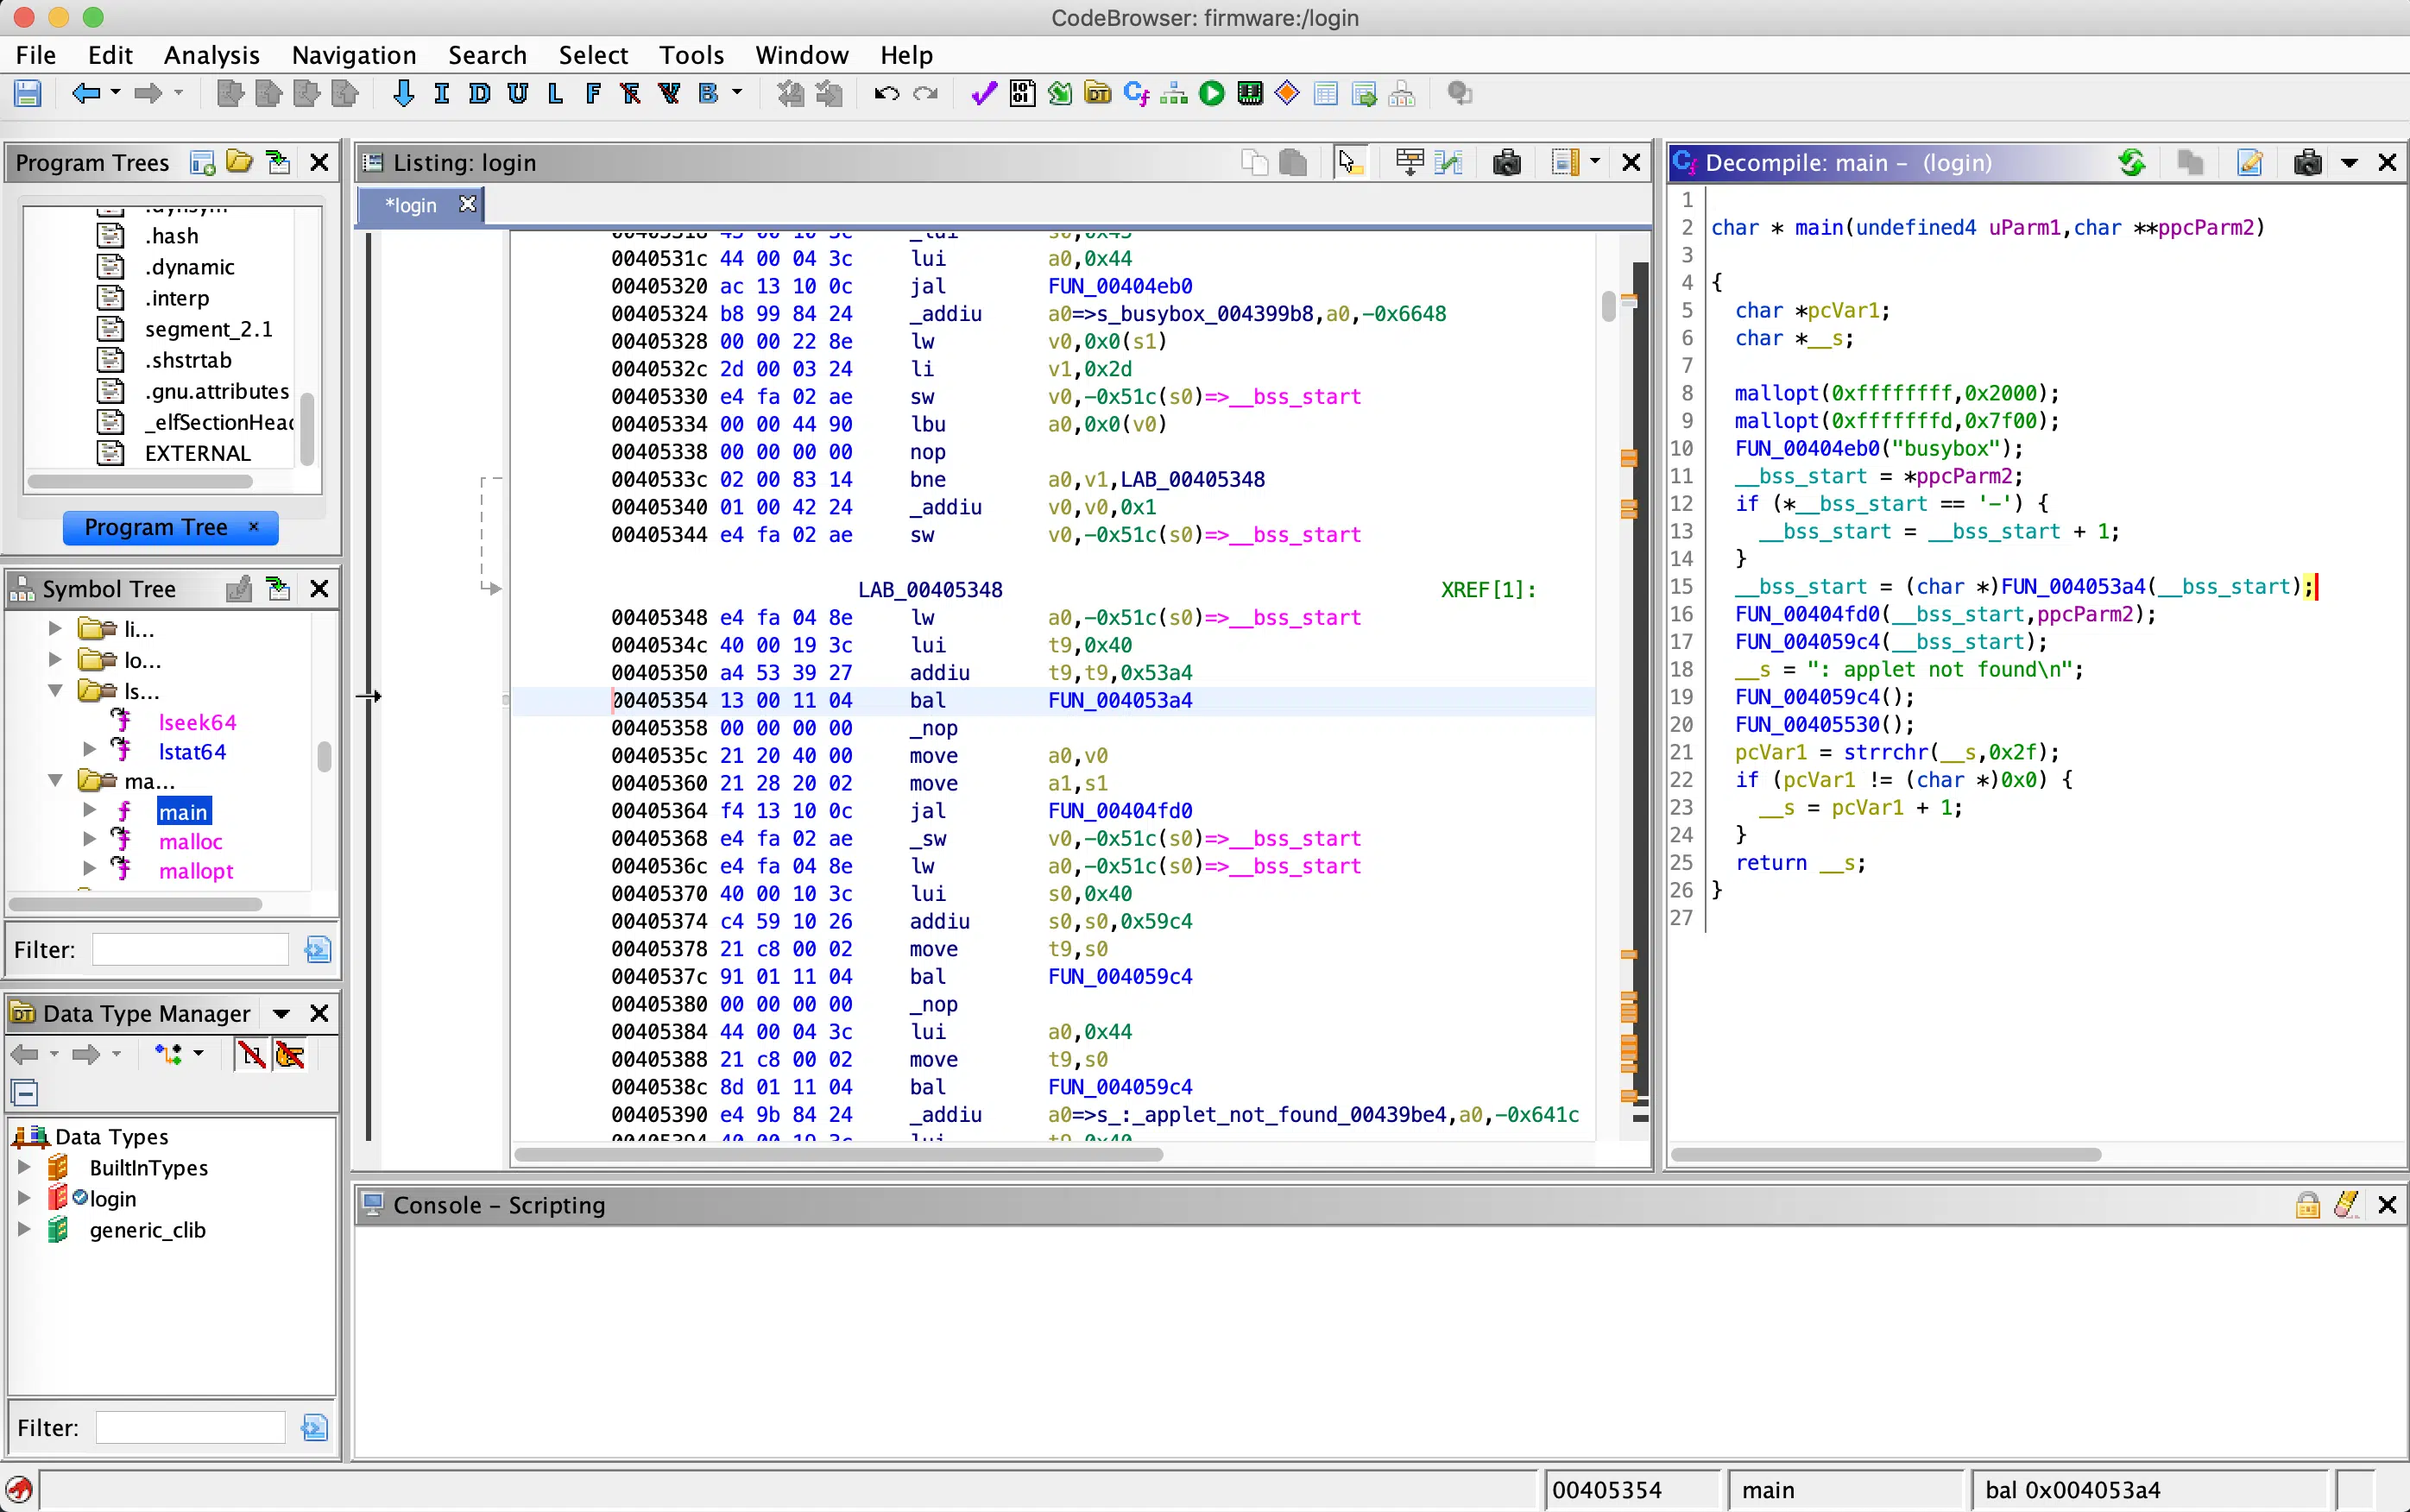 CodeBrowser: firmware:/login
File Edit Analysis Navigation Search Select Tools Window Help
I D U L F F V B
Program Trees
.dynsym
.hash
.dynamic
.interp
segment_2.1
.shstrtab
.gnu.attributes
_elfSectionHeac
EXTERNAL
Program Tree ×
Symbol Tree
li...
lo...
ls...
lseek64
lstat64
ma...
main
malloc
mallopt
Filter:
Data Type Manager
Data Types
BuiltInTypes
login
generic_clib
Filter:
Listing: login
*login
00405318 45 00 10 3c _lui s0,0x45
0040531c 44 00 04 3c lui a0,0x44
00405320 ac 13 10 0c jal FUN_00404eb0
00405324 b8 99 84 24 _addiu a0=>s_busybox_004399b8,a0,-0x6648
00405328 00 00 22 8e lw v0,0x0(s1)
0040532c 2d 00 03 24 li v1,0x2d
00405330 e4 fa 02 ae sw v0,-0x51c(s0)=>__bss_start
00405334 00 00 44 90 lbu a0,0x0(v0)
00405338 00 00 00 00 nop
0040533c 02 00 83 14 bne a0,v1,LAB_00405348
00405340 01 00 42 24 _addiu v0,v0,0x1
00405344 e4 fa 02 ae sw v0,-0x51c(s0)=>__bss_start
LAB_00405348 XREF[1]:
00405348 e4 fa 04 8e lw a0,-0x51c(s0)=>__bss_start
0040534c 40 00 19 3c lui t9,0x40
00405350 a4 53 39 27 addiu t9,t9,0x53a4
00405354 13 00 11 04 bal FUN_004053a4
00405358 00 00 00 00 _nop
0040535c 21 20 40 00 move a0,v0
00405360 21 28 20 02 move a1,s1
00405364 f4 13 10 0c jal FUN_00404fd0
00405368 e4 fa 02 ae _sw v0,-0x51c(s0)=>__bss_start
0040536c e4 fa 04 8e lw a0,-0x51c(s0)=>__bss_start
00405370 40 00 10 3c lui s0,0x40
00405374 c4 59 10 26 addiu s0,s0,0x59c4
00405378 21 c8 00 02 move t9,s0
0040537c 91 01 11 04 bal FUN_004059c4
00405380 00 00 00 00 _nop
00405384 44 00 04 3c lui a0,0x44
00405388 21 c8 00 02 move t9,s0
0040538c 8d 01 11 04 bal FUN_004059c4
00405390 e4 9b 84 24 _addiu a0=>s_:_applet_not_found_00439be4,a0,-0x641c
00405394 40 00 19 3c lui t9,0x40
Decompile: main - (login)
1
2 char * main(undefined4 uParm1,char **ppcParm2)
3
4 {
5 char *pcVar1;
6 char *__s;
7
8 mallopt(0xffffffff,0x2000);
9 mallopt(0xfffffffd,0x7f00);
10 FUN_00404eb0("busybox");
11 __bss_start = *ppcParm2;
12 if (*__bss_start == '-') {
13 __bss_start = __bss_start + 1;
14 }
15 __bss_start = (char *)FUN_004053a4(__bss_start);
16 FUN_00404fd0(__bss_start,ppcParm2);
17 FUN_004059c4(__bss_start);
18 __s = ": applet not found\n";
19 FUN_004059c4();
20 FUN_00405530();
21 pcVar1 = strrchr(__s,0x2f);
22 if (pcVar1 != (char *)0x0) {
23 __s = pcVar1 + 1;
24 }
25 return __s;
26 }
27
Console - Scripting
00405354 main bal 0x004053a4